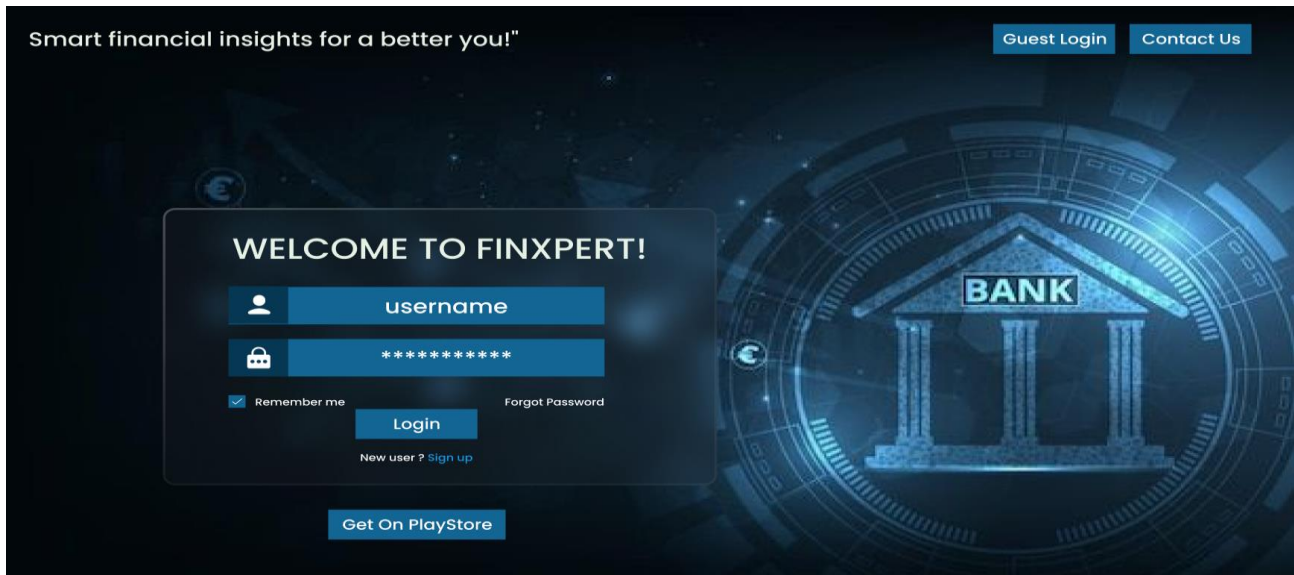 Smart financial insights for a better you!"
Guest Login
Contact Us
WELCOME TO FINXPERT!
BANK
username
***********
Remember me
Forgot Password
Login
New user ? Sign up
Get On PlayStore